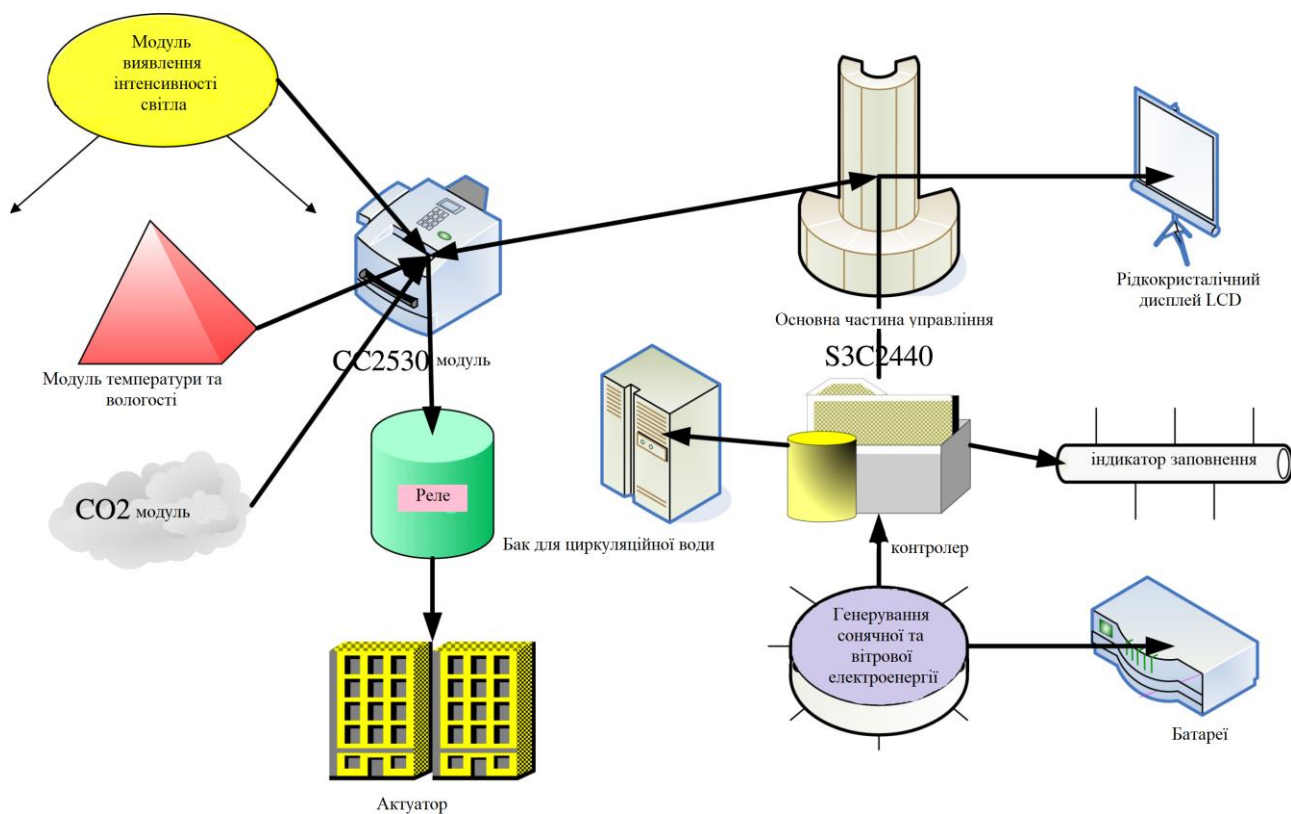 Модуль
виявлення
інтенсивності
світла
Рідкокристалічний
дисплей LCD
Основна частина управління
S3C2440
CC2530 модуль
Модуль температури та
вологості
індикатор заповнення
Реле
CO2 модуль
Бак для циркуляційної води
контролер
Генерування
сонячної та
вітрової
електроенергії
Батареї
Актуатор